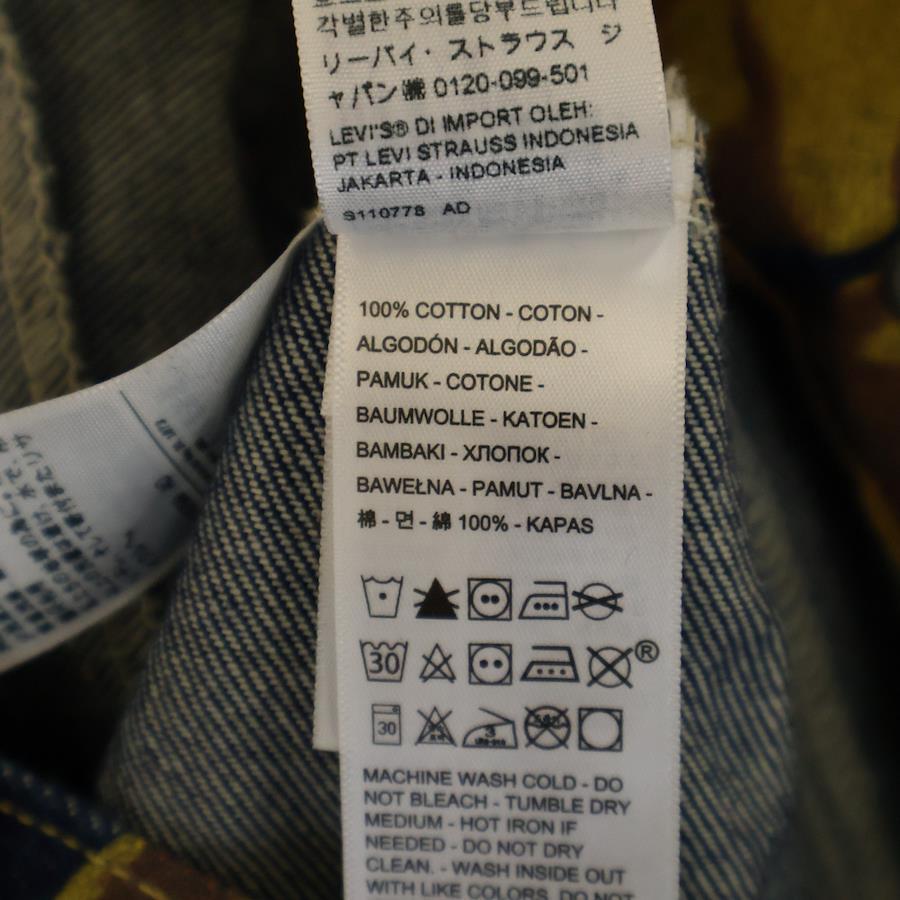 각별한주의를당부드립니다
リーバイ・ストラウス ジ
ャパン㈱ 0120-099-501
LEVI'S® DI IMPORT OLEH:
PT LEVI STRAUSS INDONESIA
JAKARTA - INDONESIA
S110778 AD
100% COTTON - COTON -
ALGODÓN - ALGODÃO -
PAMUK - COTONE -
BAUMWOLLE - KATOEN -
BAMBAKI - ХЛОПОК -
BAWEŁNA - PAMUT - BAVLNA -
棉 - 면 - 綿 100% - KAPAS
30 ®
30
MACHINE WASH COLD - DO
NOT BLEACH - TUMBLE DRY
MEDIUM - HOT IRON IF
NEEDED - DO NOT DRY
CLEAN. - WASH INSIDE OUT
WITH LIKE COLORS. DO NOT